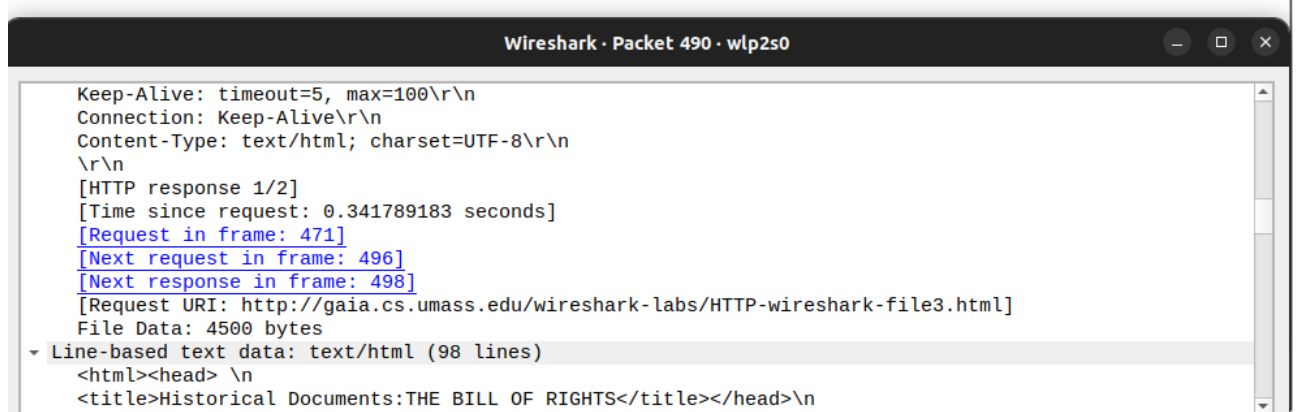 Wireshark · Packet 490 · wlp2s0
Keep-Alive: timeout=5, max=100\r\n
Connection: Keep-Alive\r\n
Content-Type: text/html; charset=UTF-8\r\n
\r\n
[HTTP response 1/2]
[Time since request: 0.341789183 seconds]
[Request in frame: 471]
[Next request in frame: 496]
[Next response in frame: 498]
[Request URI: http://gaia.cs.umass.edu/wireshark-labs/HTTP-wireshark-file3.html]
File Data: 4500 bytes
Line-based text data: text/html (98 lines)
<html><head> \n
<title>Historical Documents:THE BILL OF RIGHTS</title></head>\n